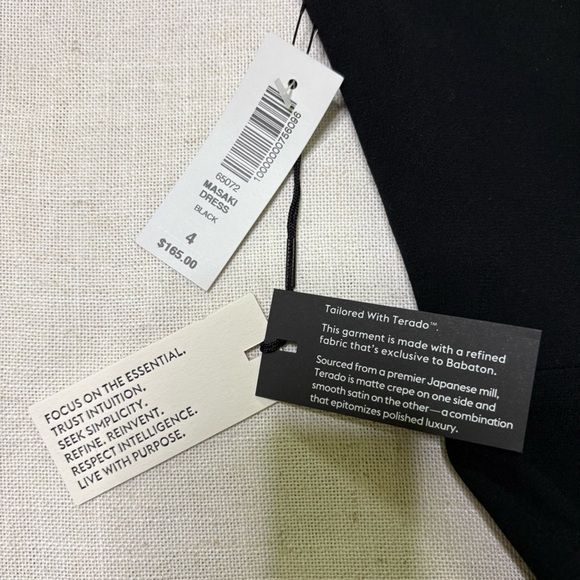 1000000756096
65072
MASAKI
DRESS
BLACK
4
$165.00
Tailored With Terado™.
This garment is made with a refined
fabric that's exclusive to Babaton.
Sourced from a premier Japanese mill,
Terado is matte crepe on one side and
smooth satin on the other—a combination
that epitomizes polished luxury.
FOCUS ON THE ESSENTIAL.
TRUST INTUITION.
SEEK SIMPLICITY.
REFINE. REINVENT.
RESPECT INTELLIGENCE.
LIVE WITH PURPOSE.